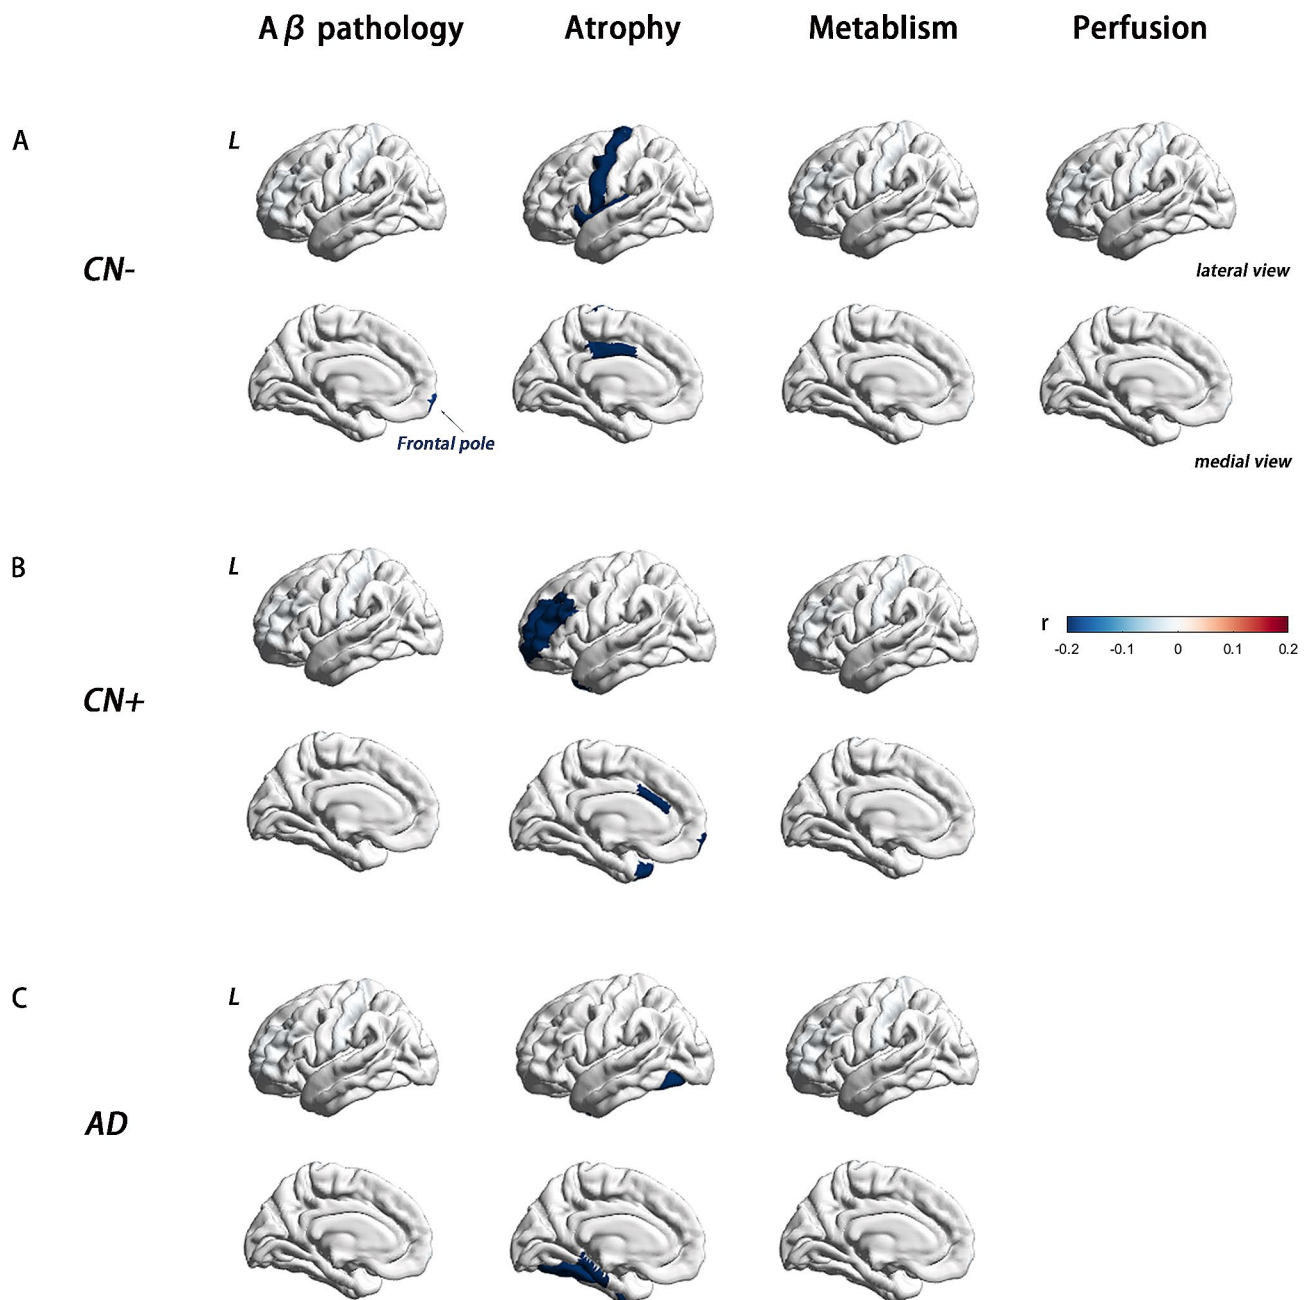 Aβ pathology Atrophy Metablism Perfusion
A L
CN-
lateral view
Frontal pole
medial view
B L
r
-0.2 -0.1 0 0.1 0.2
CN+
C L
AD